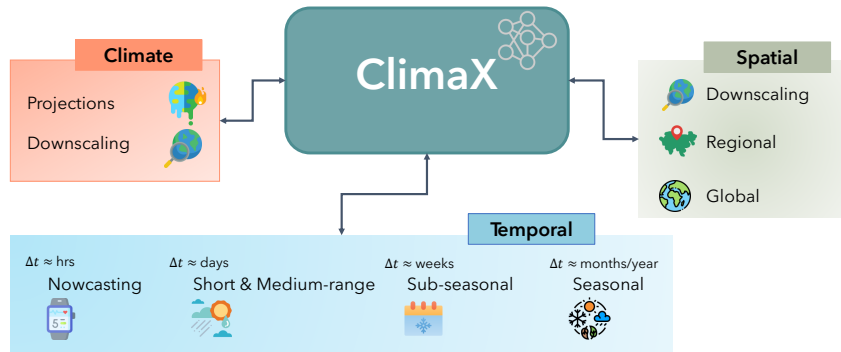 ClimaX
Climate
Projections
Downscaling
Spatial
Downscaling
Regional
Global
Temporal
Δt ≈ hrs
Nowcasting
Δt ≈ days
Short & Medium-range
Δt ≈ weeks
Sub-seasonal
Δt ≈ months/year
Seasonal
5